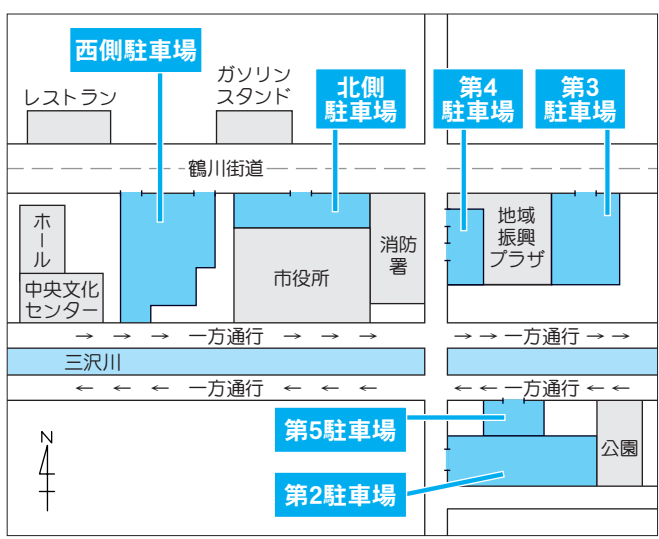 西側駐車場
ガソリン
スタンド
レストラン
北側
駐車場
第4
駐車場
第3
駐車場
鶴川街道
ホール
中央文化
センター
市役所
消防
署
地域
振興
プラザ
→ → → 一方通行 → → → →
→ → → 一方通行 → →
三沢川
← ← ← ← 一方通行 ← ← ← ←
← ← ← 一方通行 ← ←
N
第5駐車場
第2駐車場
公園